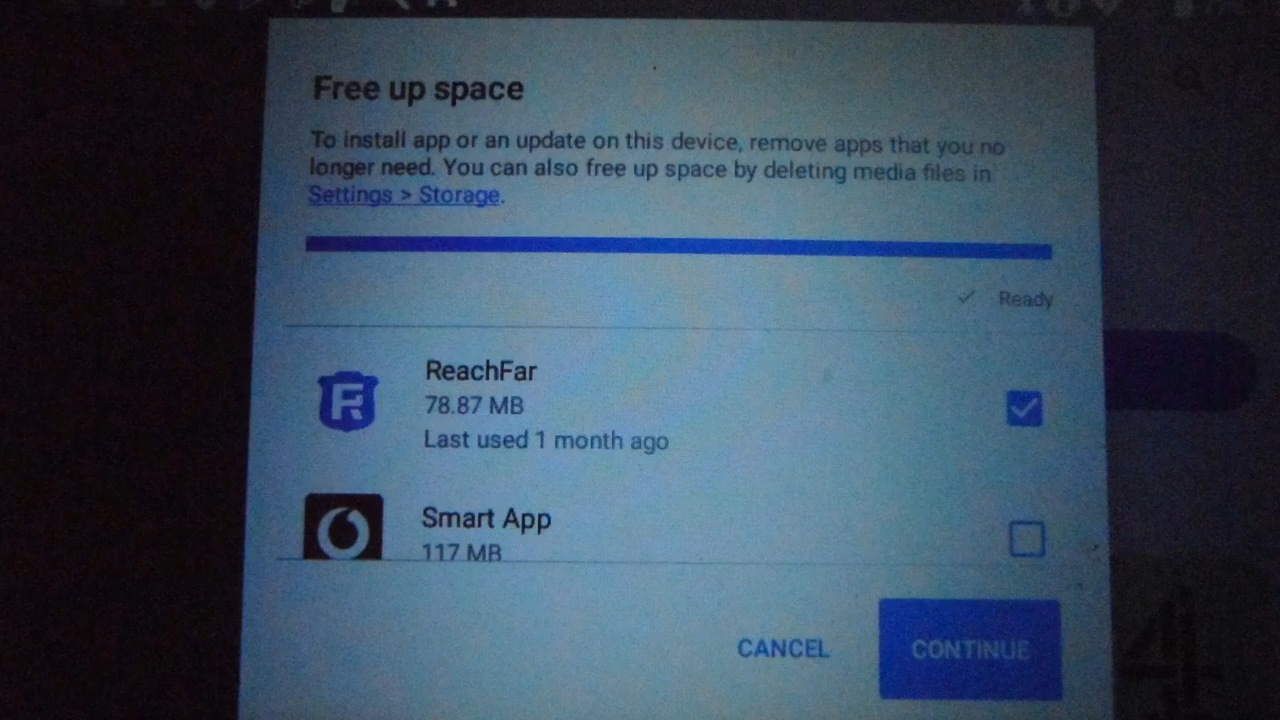 Free up space
To install app or an update on this device, remove apps that you no
longer need. You can also free up space by deleting media files in
Settings > Storage.
Ready
ReachFar
78.87 MB
Last used 1 month ago
Smart App
117 MB
CANCEL
CONTINUE
4